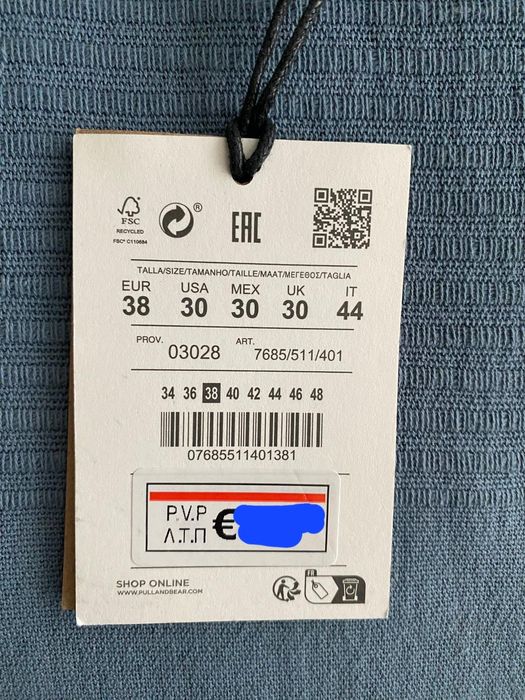 FSC
RECYCLED
FSC® C110684
®
EAC
TALLA/SIZE/TAMANHO/TAILLE/MAAT/ΜΕΓΕΘΟΣ/TAGLIA
EUR USA MEX UK IT
38 30 30 30 44
PROV. 03028 ART. 7685/511/401
34 36 38 40 42 44 46 48
07685511401381
P.V.P €
Λ.Τ.Π
SHOP ONLINE
WWW.PULLANDBEAR.COM
FR